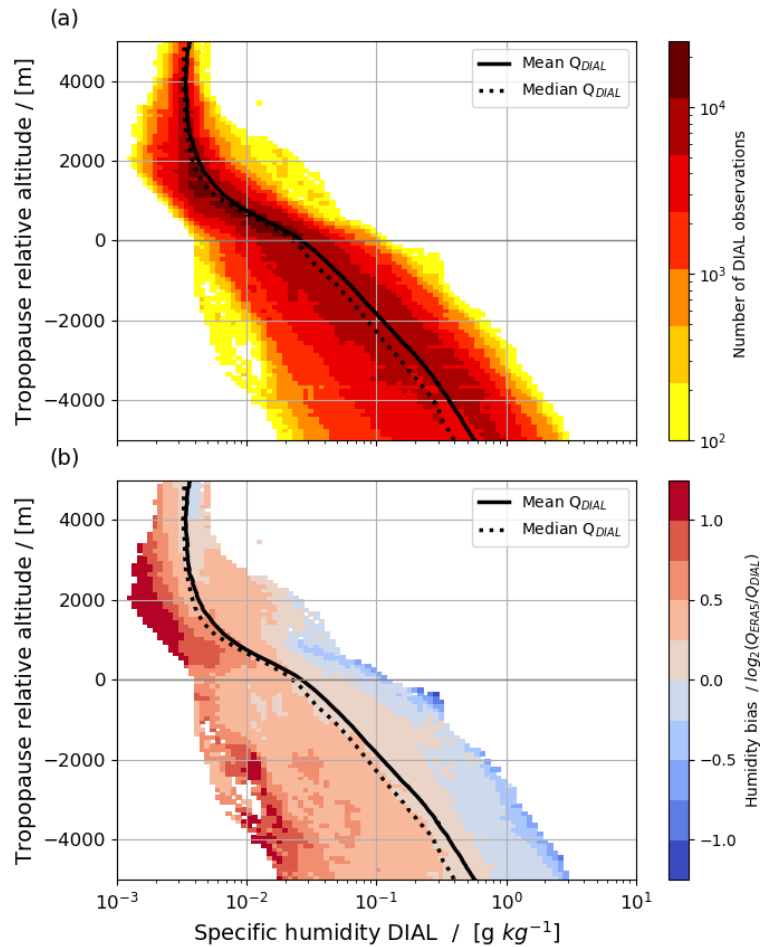 (a)
Mean Q_DIAL
Median Q_DIAL
4000
2000
0
−2000
−4000
Tropopause relative altitude / [m]
10^4
10^3
10^2
Number of DIAL observations
(b)
Mean Q_DIAL
Median Q_DIAL
4000
2000
0
−2000
−4000
Tropopause relative altitude / [m]
10^−3
10^−2
10^−1
10^0
10^1
Specific humidity DIAL / [g kg^−1]
1.0
0.5
0.0
−0.5
−1.0
Humidity bias / log_2(Q_ERA5/Q_DIAL)